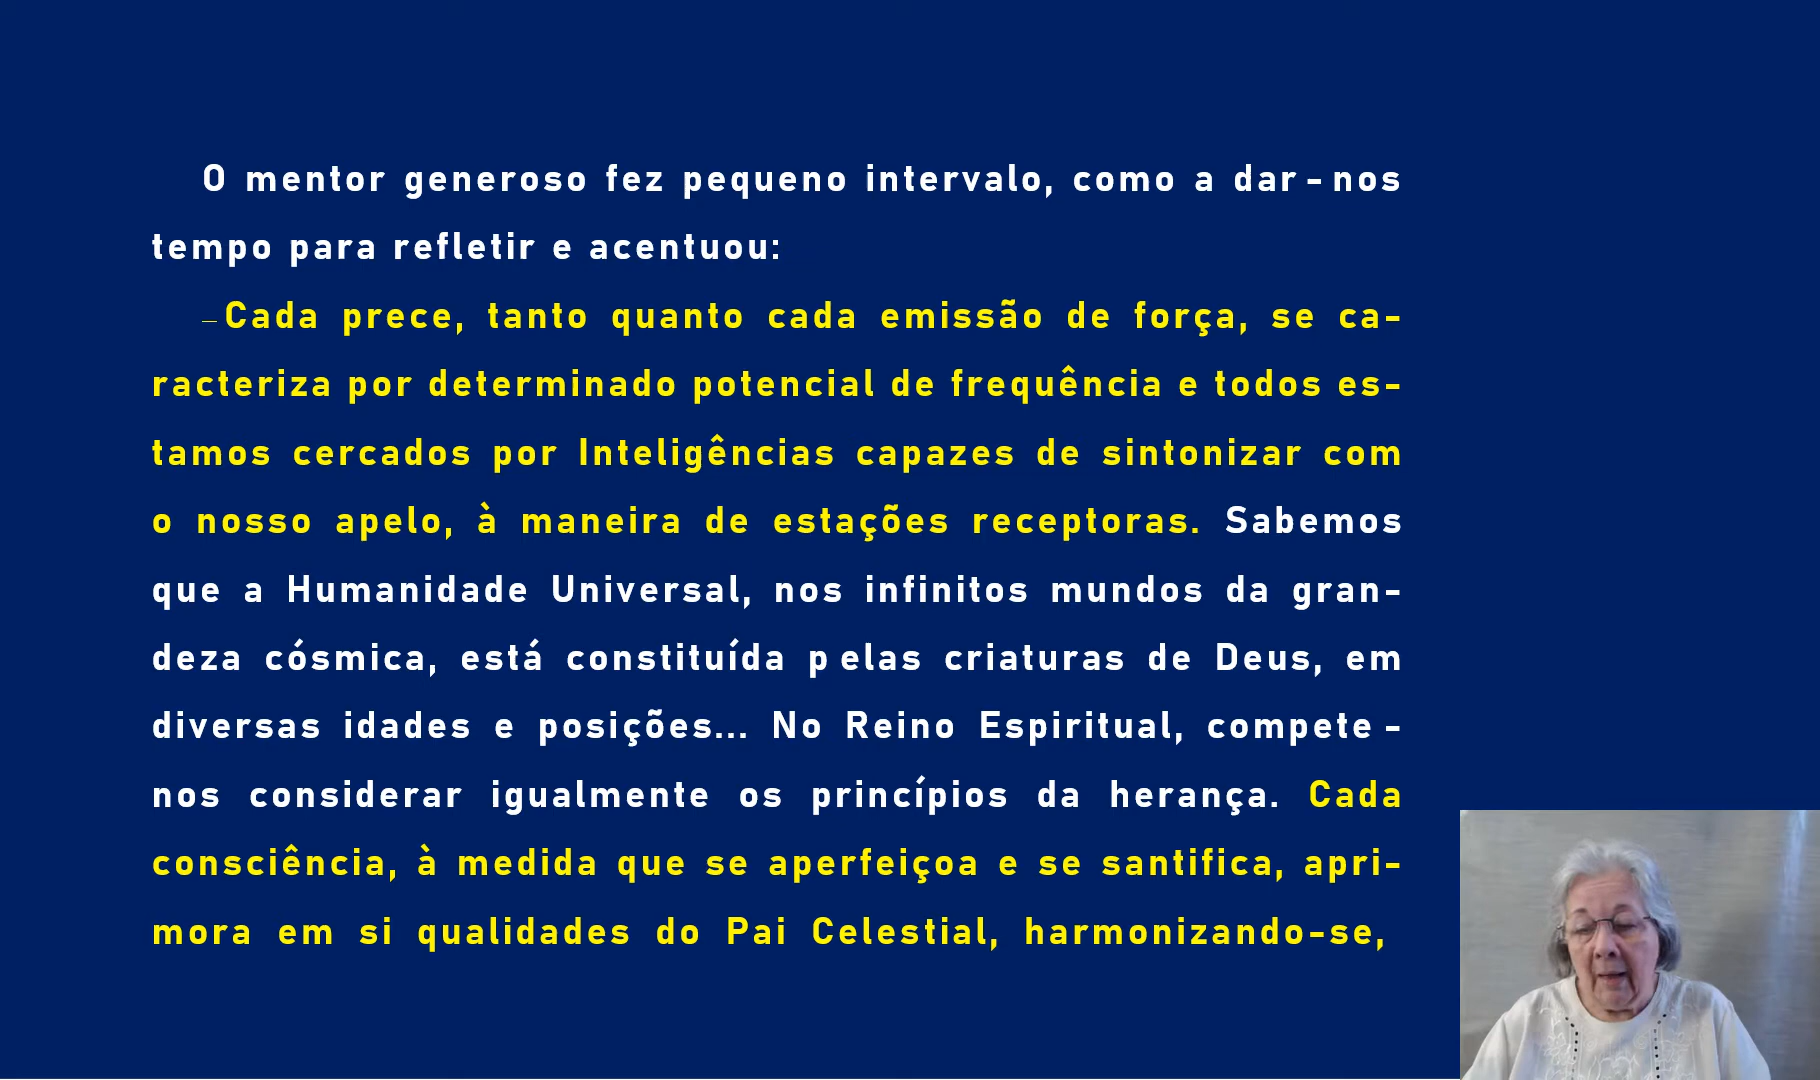 O mentor generoso fez pequeno intervalo, como a dar-nos
tempo para refletir e acentuou:
–Cada prece, tanto quanto cada emissão de força, se ca-
racteriza por determinado potencial de frequência e todos es-
tamos cercados por Inteligências capazes de sintonizar com
o nosso apelo, à maneira de estações receptoras. Sabemos
que a Humanidade Universal, nos infinitos mundos da gran-
deza cósmica, está constituída pelas criaturas de Deus, em
diversas idades e posições... No Reino Espiritual, compete-
nos considerar igualmente os princípios da herança. Cada
consciência, à medida que se aperfeiçoa e se santifica, apri-
mora em si qualidades do Pai Celestial, harmonizando-se,